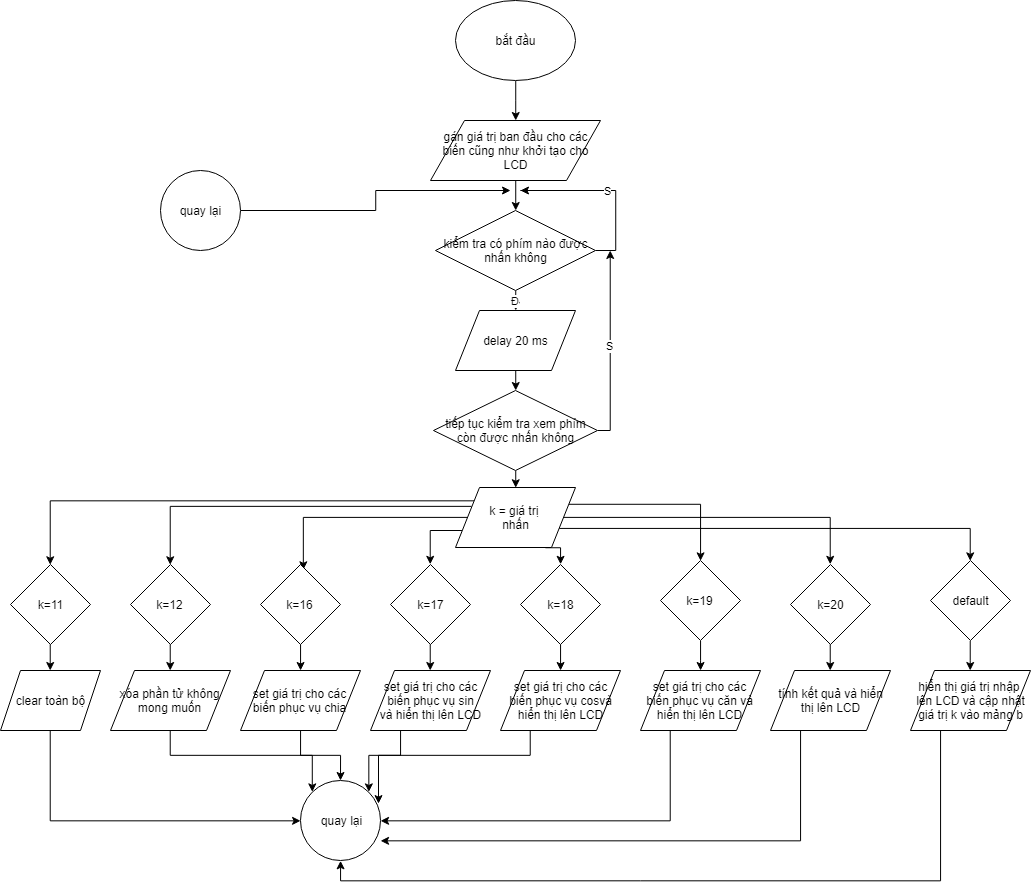 bắt đầu
gán giá trị ban đầu cho các
biến cũng như khởi tạo cho
LCD
S
quay lại
kiểm tra có phím nào được
nhấn không
Đ
delay 20 ms
S
tiếp tục kiểm tra xem phím
còn được nhấn không
k = giá trị
nhấn
k=11
k=12
k=16
k=17
k=18
k=19
k=20
default
clear toàn bộ
xóa phần tử không
mong muốn
set giá trị cho các
biến phục vụ chia
set giá trị cho các
biến phục vụ sin
và hiển thị lên LCD
set giá trị cho các
biến phục vụ cosvà
hiển thị lên LCD
set giá trị cho các
biến phục vụ căn và
hiển thị lên LCD
tính kết quả và hiển
thị lên LCD
hiển thị giá trị nhập
lên LCD và cập nhật
giá trị k vào mảng b
quay lại